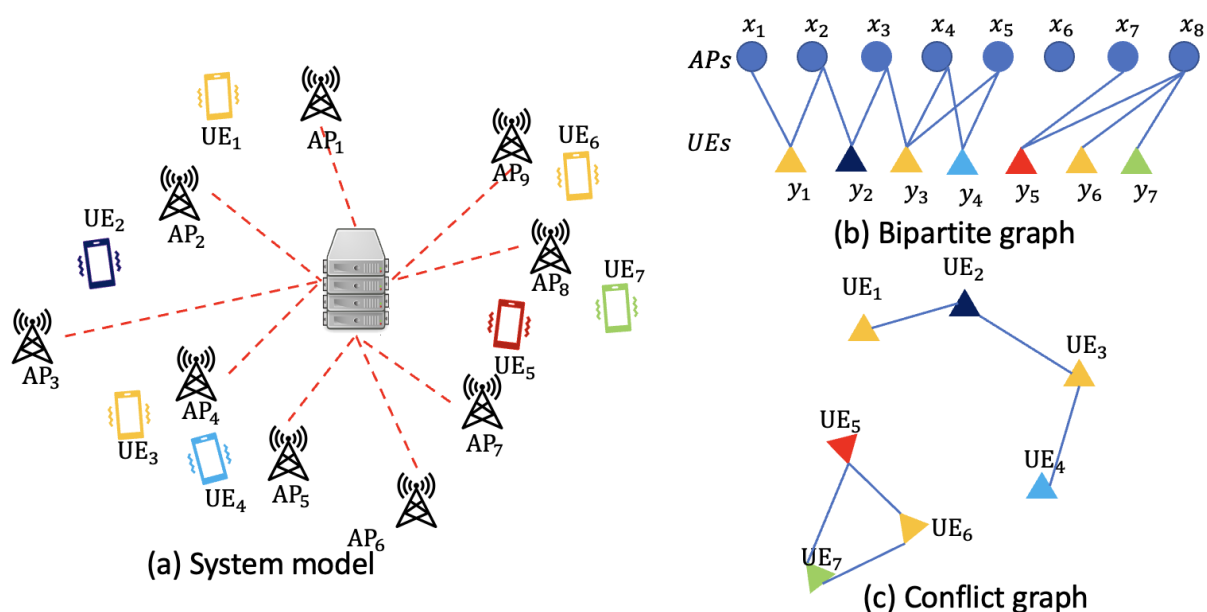 UE₁
AP₁
UE₆
AP₉
UE₂
AP₂
AP₈
UE₇
AP₃
UE₅
AP₄
UE₃
AP₇
UE₄
AP₅
AP₆
(a) System model
x₁ x₂ x₃ x₄ x₅ x₆ x₇ x₈
APs
UEs
y₁ y₂ y₃ y₄ y₅ y₆ y₇
(b) Bipartite graph
UE₂
UE₁
UE₃
UE₅
UE₄
UE₆
UE₇
(c) Conflict graph